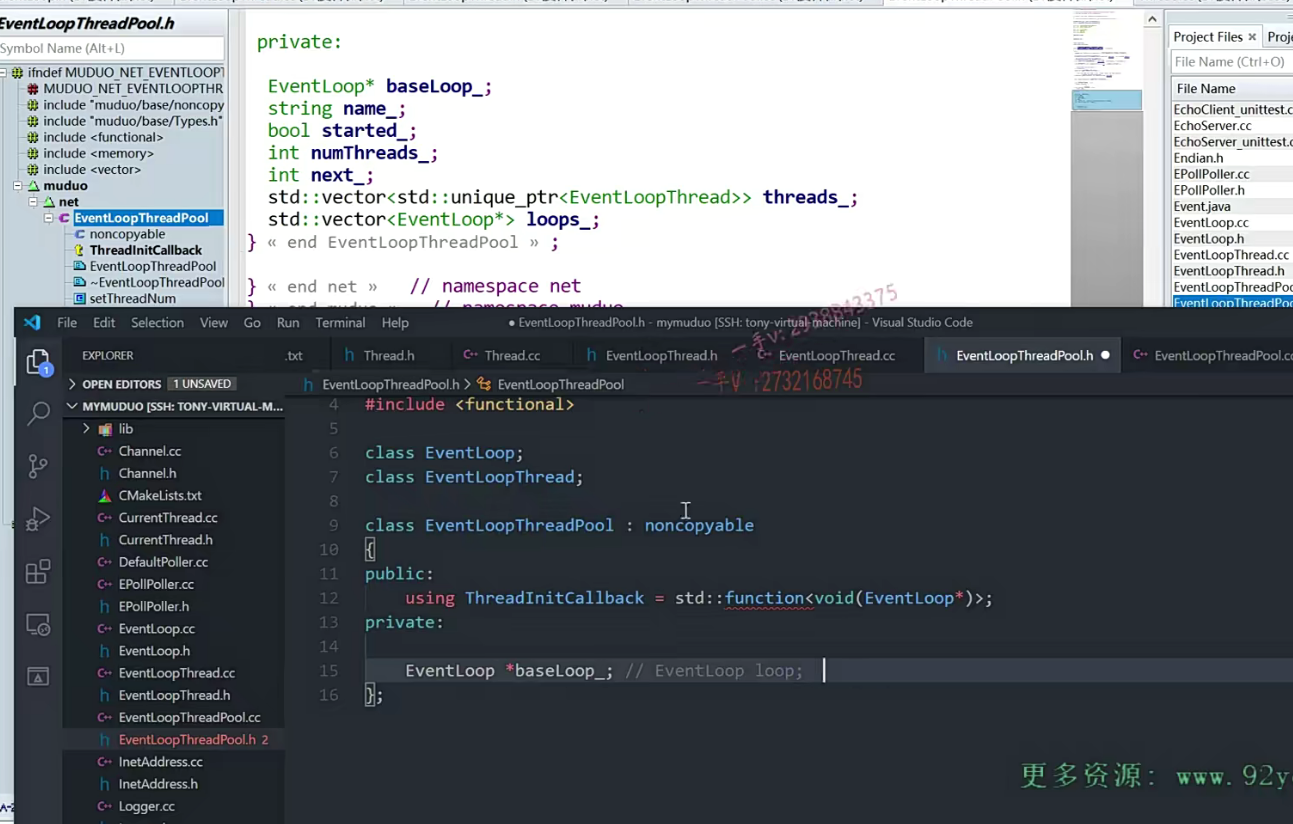 EventLoopThreadPool.h
Symbol Name (Alt+L)
ifndef MUDUO_NET_EVENTLOOPT
MUDUO_NET_EVENTLOOPTHR
include "muduo/base/noncopy
include "muduo/base/Types.h"
include <functional>
include <memory>
include <vector>
muduo
net
EventLoopThreadPool
noncopyable
ThreadInitCallback
EventLoopThreadPool
~EventLoopThreadPool
setThreadNum
private:
EventLoop* baseLoop_;
string name_;
bool started_;
int numThreads_;
int next_;
std::vector<std::unique_ptr<EventLoopThread>> threads_;
std::vector<EventLoop*> loops_;
} « end EventLoopThreadPool » ;
} « end net » // namespace net
} « end muduo » // namespace muduo
Project Files × Proje
File Name (Ctrl+O)
File Name
EchoClient_unittest.c
EchoServer.cc
EchoServer_unittest.c
Endian.h
EPollPoller.cc
EPollPoller.h
Event.java
EventLoop.cc
EventLoop.h
EventLoopThread.cc
EventLoopThread.h
EventLoopThreadPoo
EventLoopThreadPoo
File Edit Selection View Go Run Terminal Help
● EventLoopThreadPool.h - mymuduo [SSH: tony-virtual-machine] - Visual Studio Code
一手V: 2928843375
一手V :2732168745
EXPLORER
.txt
Thread.h
Thread.cc
EventLoopThread.h
EventLoopThread.cc
EventLoopThreadPool.h ●
EventLoopThreadPool.cc
OPEN EDITORS 1 UNSAVED
EventLoopThreadPool.h > EventLoopThreadPool
MYMUDUO [SSH: TONY-VIRTUAL-M...
lib
Channel.cc
Channel.h
CMakeLists.txt
CurrentThread.cc
CurrentThread.h
DefaultPoller.cc
EPollPoller.cc
EPollPoller.h
EventLoop.cc
EventLoop.h
EventLoopThread.cc
EventLoopThread.h
EventLoopThreadPool.cc
EventLoopThreadPool.h 2
InetAddress.cc
InetAddress.h
Logger.cc
1
4 #include <functional>
5
6 class EventLoop;
7 class EventLoopThread;
8
9 class EventLoopThreadPool : noncopyable
10 {
11 public:
12 using ThreadInitCallback = std::function<void(EventLoop*)>;
13 private:
14
15 EventLoop *baseLoop_; // EventLoop loop;
16 };
更多资源: www.92y